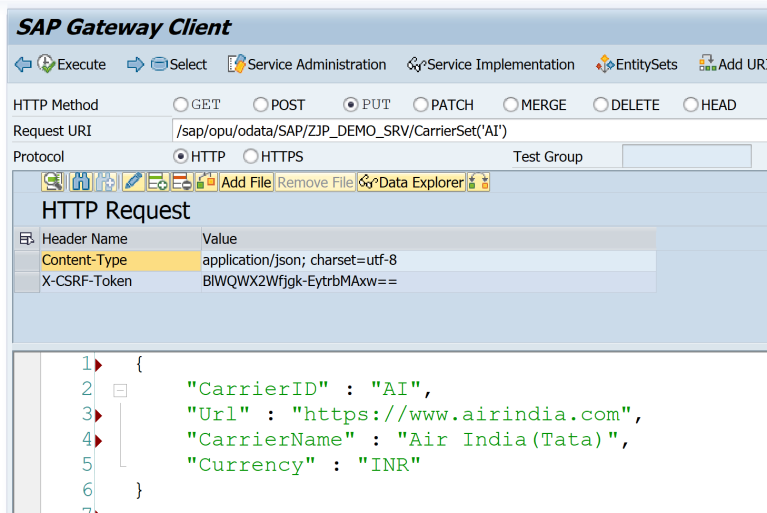 SAP Gateway Client
Execute Select Service Administration Service Implementation EntitySets Add URI
HTTP Method GET POST PUT PATCH MERGE DELETE HEAD
Request URI /sap/opu/odata/SAP/ZJP_DEMO_SRV/CarrierSet('AI')
Protocol HTTP HTTPS Test Group
Add File Remove File Data Explorer
HTTP Request
Header Name Value
Content-Type application/json; charset=utf-8
X-CSRF-Token BlWQWX2Wfjgk-EytrbMAxw==
1 {
2 "CarrierID" : "AI",
3 "Url" : "https://www.airindia.com",
4 "CarrierName" : "Air India(Tata)",
5 "Currency" : "INR"
6 }
7